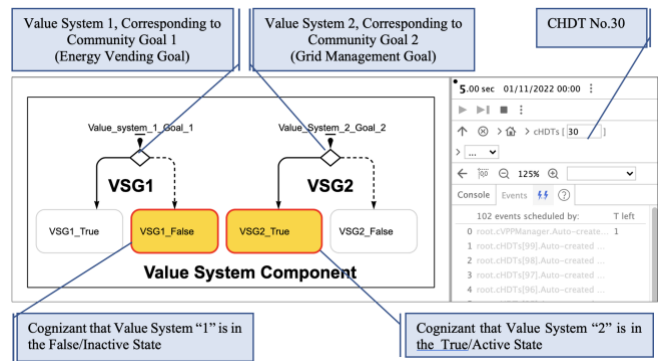 Value System 1, Corresponding to
Community Goal 1
(Energy Vending Goal)
Value System 2, Corresponding to
Community Goal 2
(Grid Management Goal)
CHDT No.30
5.00 sec 01/11/2022 00:00
cHDTs [ 30 ]
...
125%
Console Events
102 events scheduled by: T left
0 root.cVPPManager.Auto-create... 1
1 root.cHDTs[99].Auto-created ...
2 root.cHDTs[98].Auto-created ...
3 root.cHDTs[97].Auto-created ...
4 root.cHDTs[96].Auto-created ...
Value_system_1_Goal_1
Value_System_2_Goal_2
VSG1
VSG2
VSG1_True
VSG1_False
VSG2_True
VSG2_False
Value System Component
Cognizant that Value System “1” is in
the False/Inactive State
Cognizant that Value System “2” is in
the True/Active State